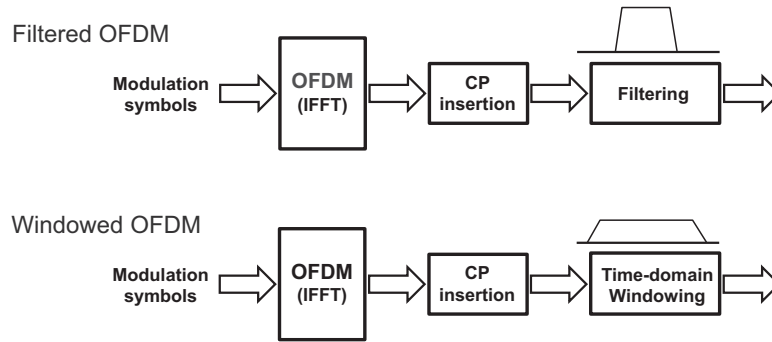 Filtered OFDM
Modulation
symbols
OFDM
(IFFT)
CP
insertion
Filtering
Windowed OFDM
Modulation
symbols
OFDM
(IFFT)
CP
insertion
Time-domain
Windowing